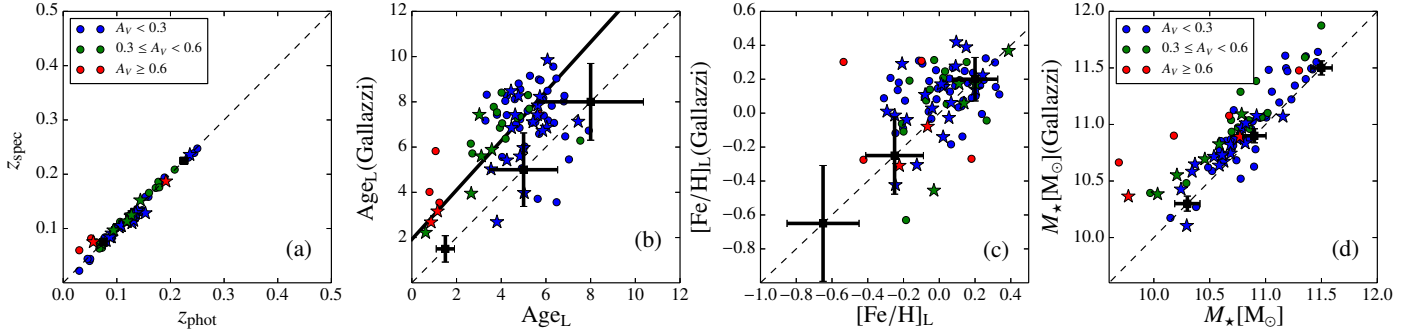 A_V < 0.3
0.3 ≤ A_V < 0.6
A_V ≥ 0.6
(a)
0.5
0.4
0.3
0.2
0.1
0.0 0.1 0.2 0.3 0.4 0.5
z_spec
z_phot
(b)
12
10
8
6
4
2
0 2 4 6 8 10 12
Age_L(Gallazzi)
Age_L
(c)
0.6
0.4
0.2
0.0
−0.2
−0.4
−0.6
−0.8
−1.0 −0.8 −0.6 −0.4 −0.2 0.0 0.2 0.4
[Fe/H]_L(Gallazzi)
[Fe/H]_L
A_V < 0.3
0.3 ≤ A_V < 0.6
A_V ≥ 0.6
(d)
12.0
11.5
11.0
10.5
10.0
10.0 10.5 11.0 11.5 12.0
M_★[M_⊙](Gallazzi)
M_★[M_⊙]